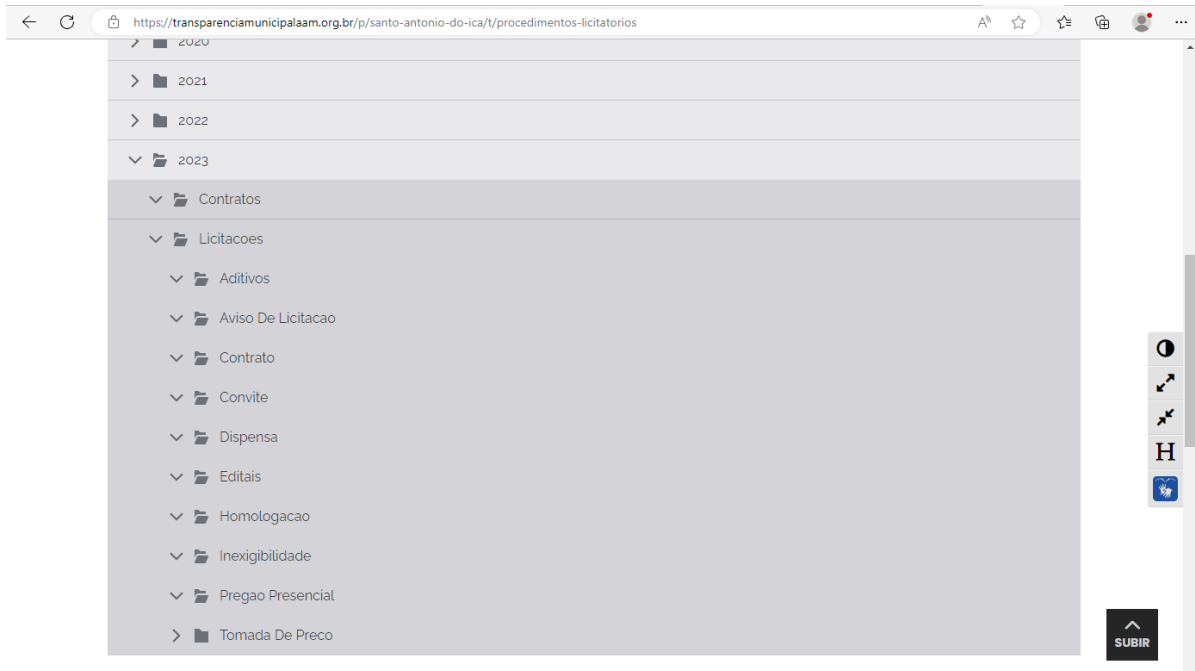 https://transparenciamunicipalaam.org.br/p/santo-antonio-do-ica/t/procedimentos-licitatorios
2020
2021
2022
2023
Contratos
Licitacoes
Aditivos
Aviso De Licitacao
Contrato
Convite
Dispensa
Editais
Homologacao
Inexigibilidade
Pregao Presencial
Tomada De Preco
H
SUBIR